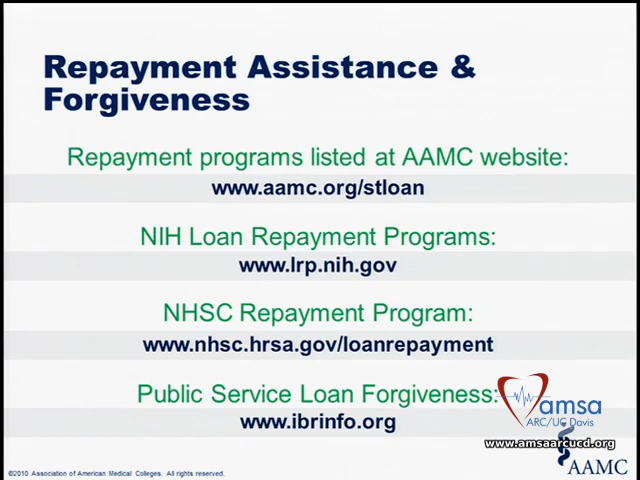 Repayment Assistance &
Forgiveness
Repayment programs listed at AAMC website:
www.aamc.org/stloan
NIH Loan Repayment Programs:
www.lrp.nih.gov
NHSC Repayment Program:
www.nhsc.hrsa.gov/loanrepayment
Public Service Loan Forgiveness:
www.ibrinfo.org
amsa
ARC/UC Davis
www.amsaarcucd.org
AAMC
©2010 Association of American Medical Colleges. All rights reserved.